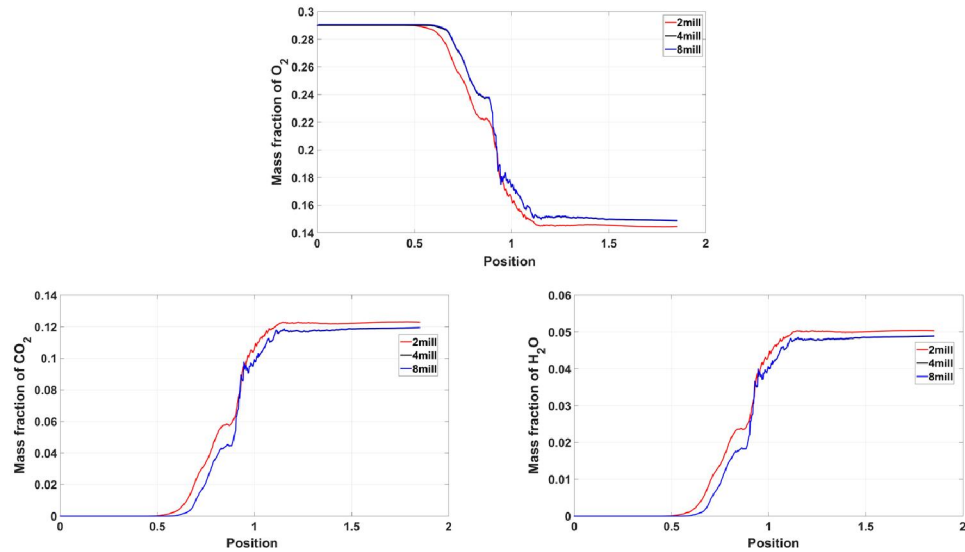 Mass fraction of O2
0.3
0.28
0.26
0.24
0.22
0.2
0.18
0.16
0.14
0
0.5
1
1.5
2
Position
2mill
4mill
8mill
Mass fraction of CO2
0.14
0.12
0.1
0.08
0.06
0.04
0.02
0
0
0.5
1
1.5
2
Position
2mill
4mill
8mill
Mass fraction of H2O
0.06
0.05
0.04
0.03
0.02
0.01
0
0
0.5
1
1.5
2
Position
2mill
4mill
8mill